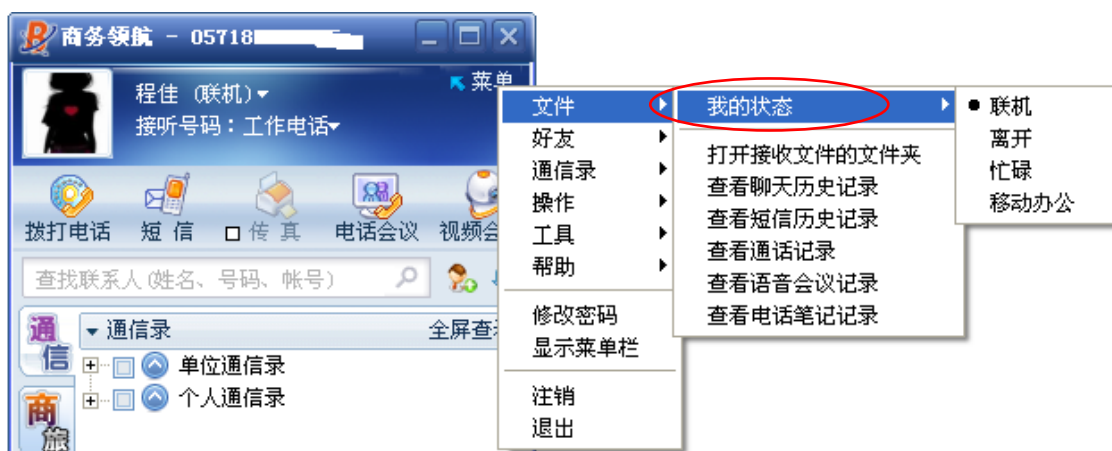 商务领航 - 05718
程佳 (联机)
菜单
接听号码：工作电话
拨打电话
短 信
传 真
电话会议
视频会
查找联系人(姓名、号码、帐号)
通信
通信录
全屏查
单位通信录
个人通信录
商旅
文件
好友
通信录
操作
工具
帮助
修改密码
显示菜单栏
注销
退出
我的状态
打开接收文件的文件夹
查看聊天历史记录
查看短信历史记录
查看通话记录
查看语音会议记录
查看电话笔记记录
联机
离开
忙碌
移动办公